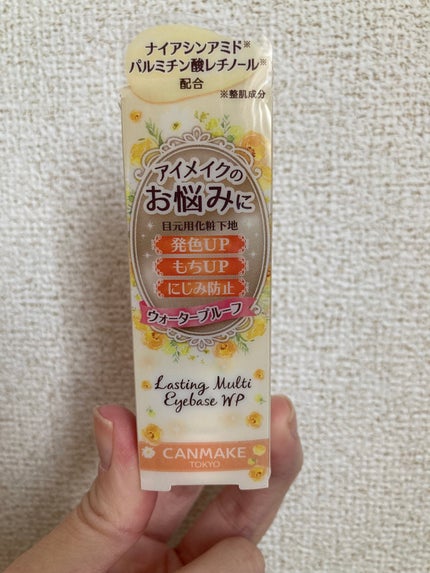 ナイアシンアミド※
パルミチン酸レチノール※
配合
※整肌成分
アイメイクの
お悩みに
目元用化粧下地
発色UP
もちUP
にじみ防止
ウォータープルーフ
Lasting Multi
Eyebase WP
CANMAKE
TOKYO